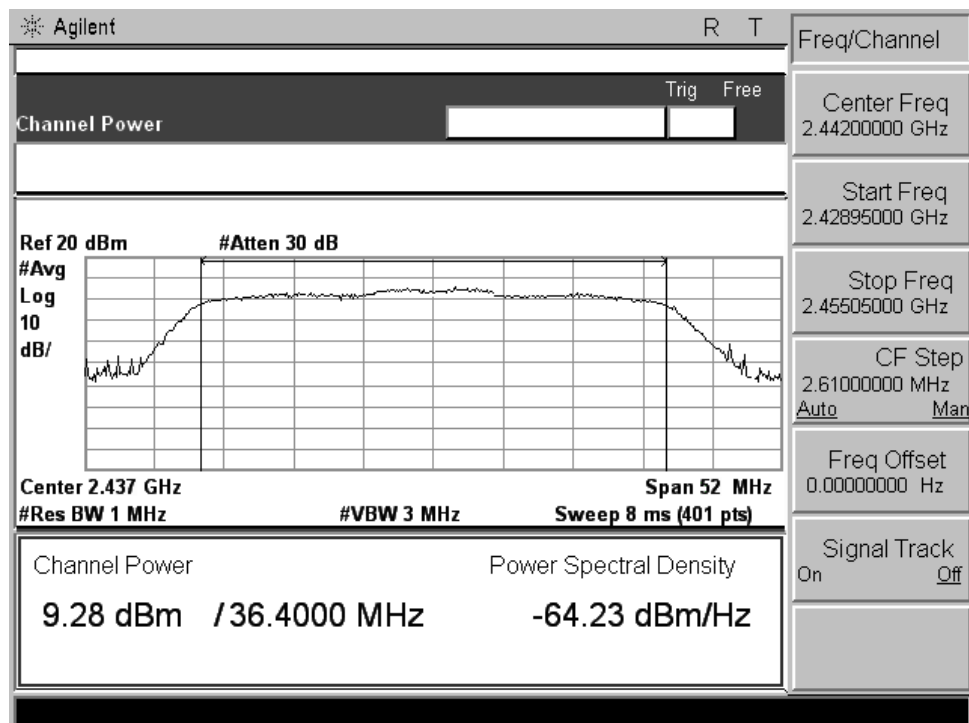 Agilent R T
Trig Free
Channel Power
Ref 20 dBm #Atten 30 dB
#Avg
Log
10
dB/
Center 2.437 GHz Span 52 MHz
#Res BW 1 MHz #VBW 3 MHz Sweep 8 ms (401 pts)
Channel Power Power Spectral Density
9.28 dBm / 36.4000 MHz -64.23 dBm/Hz
Freq/Channel
Center Freq
2.44200000 GHz
Start Freq
2.42895000 GHz
Stop Freq
2.45505000 GHz
CF Step
2.61000000 MHz
Auto Man
Freq Offset
0.00000000 Hz
Signal Track
On Off